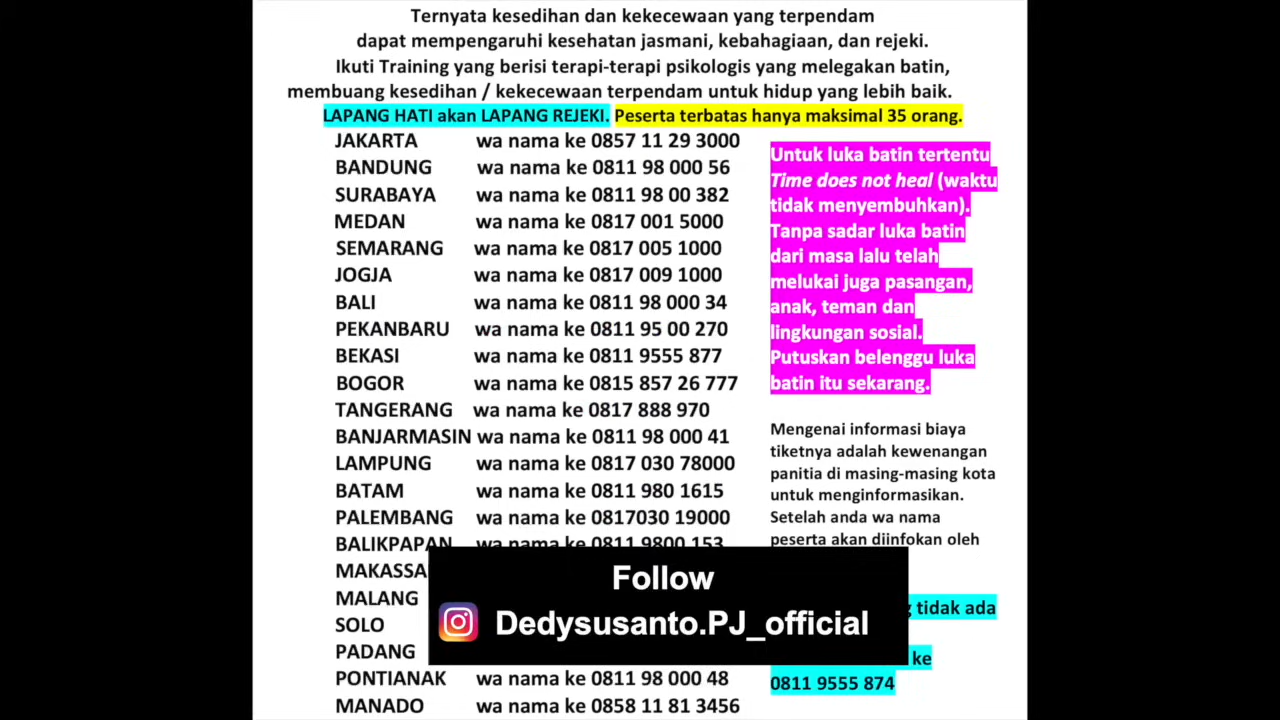 Ternyata kesedihan dan kekecewaan yang terpendam
dapat mempengaruhi kesehatan jasmani, kebahagiaan, dan rejeki.
Ikuti Training yang berisi terapi-terapi psikologis yang melegakan batin,
membuang kesedihan / kekecewaan terpendam untuk hidup yang lebih baik.
LAPANG HATI akan LAPANG REJEKI. Peserta terbatas hanya maksimal 35 orang.
JAKARTA wa nama ke 0857 11 29 3000
BANDUNG wa nama ke 0811 98 000 56
SURABAYA wa nama ke 0811 98 00 382
MEDAN wa nama ke 0817 001 5000
SEMARANG wa nama ke 0817 005 1000
JOGJA wa nama ke 0817 009 1000
BALI wa nama ke 0811 98 000 34
PEKANBARU wa nama ke 0811 95 00 270
BEKASI wa nama ke 0811 9555 877
BOGOR wa nama ke 0815 857 26 777
TANGERANG wa nama ke 0817 888 970
BANJARMASIN wa nama ke 0811 98 000 41
LAMPUNG wa nama ke 0817 030 78000
BATAM wa nama ke 0811 980 1615
PALEMBANG wa nama ke 0817030 19000
BALIKPAPAN wa nama ke 0811 9800 153
MAKASSA
MALANG
SOLO
PADANG
PONTIANAK wa nama ke 0811 98 000 48
MANADO wa nama ke 0858 11 81 3456
Untuk luka batin tertentu
Time does not heal (waktu
tidak menyembuhkan).
Tanpa sadar luka batin
dari masa lalu telah
melukai juga pasangan,
anak, teman dan
lingkungan sosial.
Putuskan belenggu luka
batin itu sekarang.
Mengenai informasi biaya
tiketnya adalah kewenangan
panitia di masing-masing kota
untuk menginformasikan.
Setelah anda wa nama
peserta akan diinfokan oleh
tidak ada
ke
0811 9555 874
Follow
Dedysusanto.PJ_official